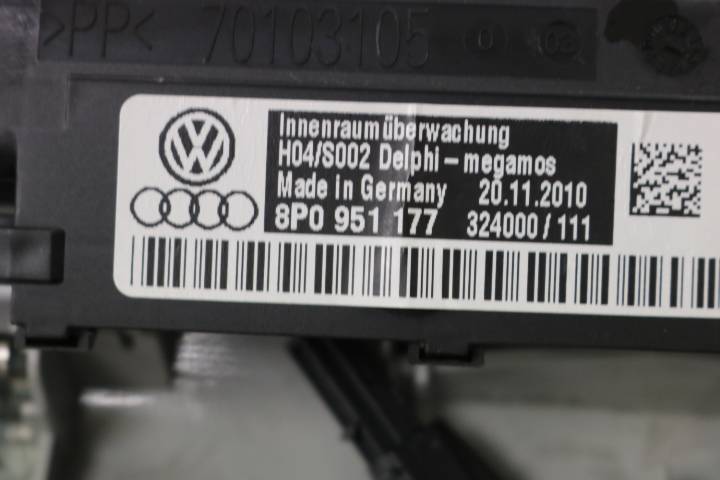 >PP< 70103105
Innenraumüberwachung
H04/S002 Delphi - megamos
Made in Germany 20.11.2010
8P0 951 177 324000 / 111